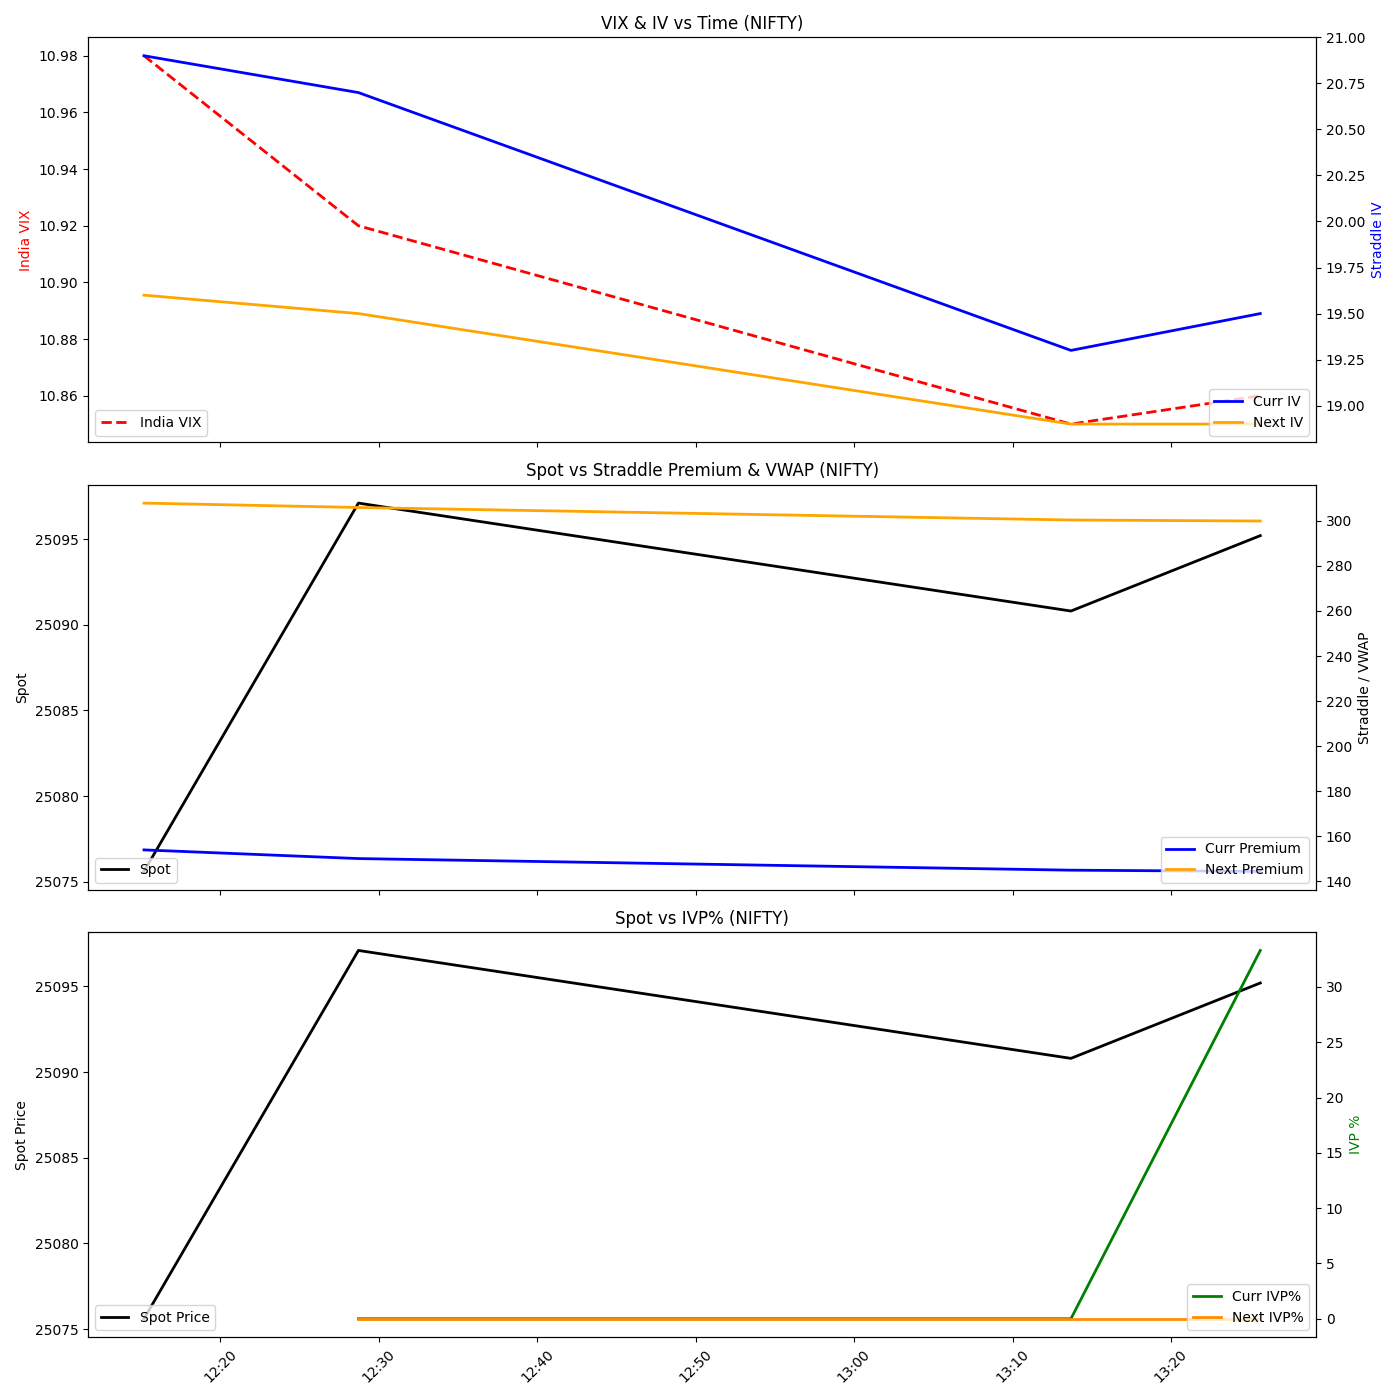 VIX & IV vs Time (NIFTY)
10.98
10.96
10.94
10.92
10.90
10.88
10.86
India VIX
21.00
20.75
20.50
20.25
20.00
19.75
19.50
19.25
19.00
Straddle IV
India VIX
Curr IV
Next IV
Spot vs Straddle Premium & VWAP (NIFTY)
25095
25090
25085
25080
25075
Spot
300
280
260
240
220
200
180
160
140
Straddle / VWAP
Spot
Curr Premium
Next Premium
Spot vs IVP% (NIFTY)
25095
25090
25085
25080
25075
Spot Price
30
25
20
15
10
5
0
IVP %
Spot Price
Curr IVP%
Next IVP%
12:20
12:30
12:40
12:50
13:00
13:10
13:20